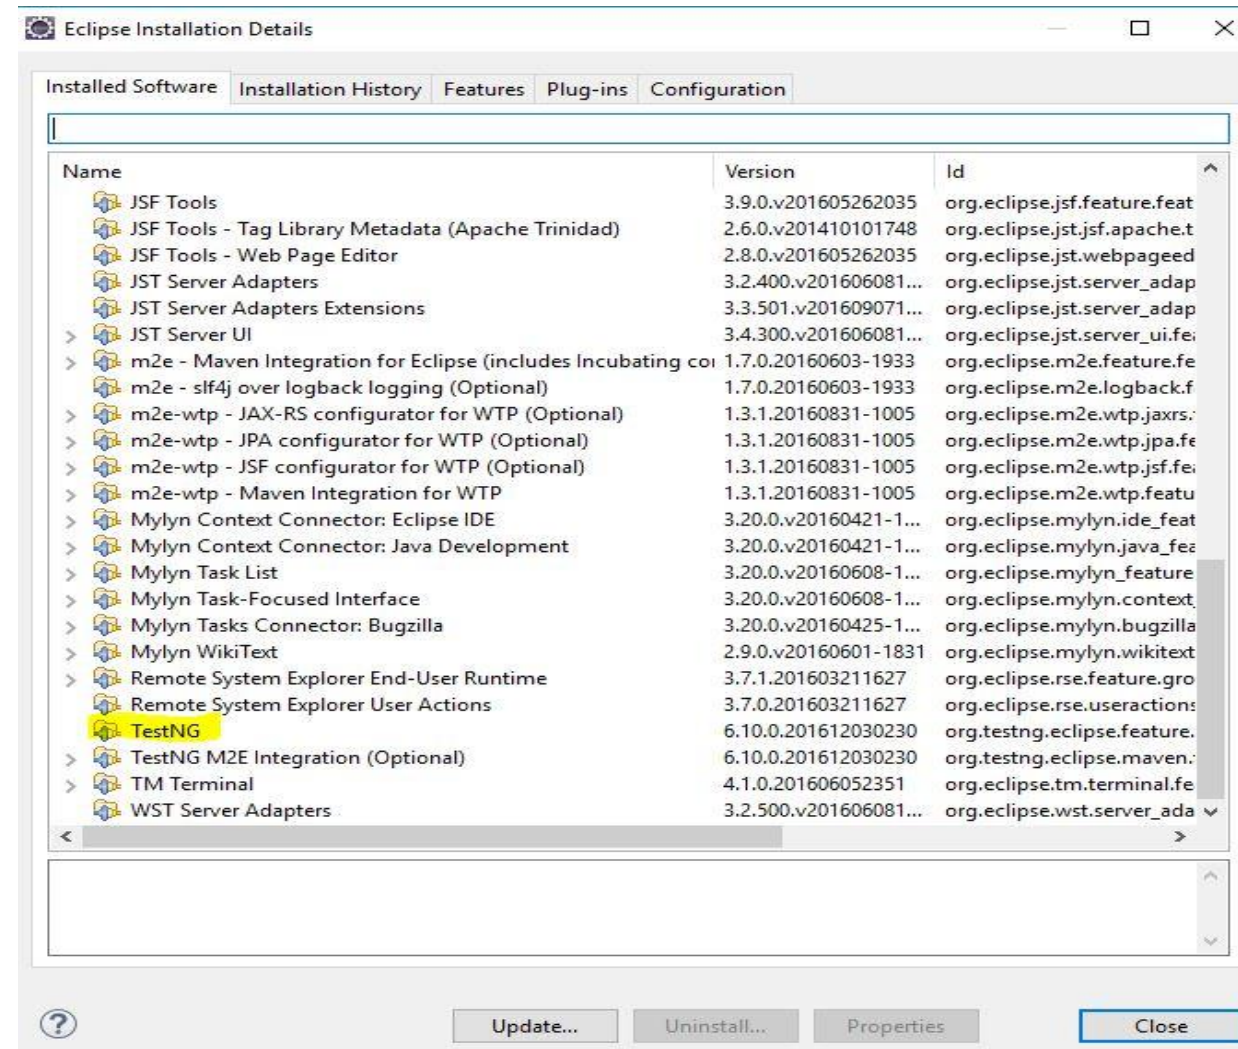 Eclipse Installation Details
Installed Software Installation History Features Plug-ins Configuration
Name Version Id
JSF Tools 3.9.0.v201605262035 org.eclipse.jsf.feature.feat
JSF Tools - Tag Library Metadata (Apache Trinidad) 2.6.0.v201410101748 org.eclipse.jst.jsf.apache.t
JSF Tools - Web Page Editor 2.8.0.v201605262035 org.eclipse.jst.webpageed
JST Server Adapters 3.2.400.v201606081... org.eclipse.jst.server_adap
JST Server Adapters Extensions 3.3.501.v201609071... org.eclipse.jst.server_adap
JST Server UI 3.4.300.v201606081... org.eclipse.jst.server_ui.fea
m2e - Maven Integration for Eclipse (includes Incubating coi 1.7.0.20160603-1933 org.eclipse.m2e.feature.fe
m2e - slf4j over logback logging (Optional) 1.7.0.20160603-1933 org.eclipse.m2e.logback.f
m2e-wtp - JAX-RS configurator for WTP (Optional) 1.3.1.20160831-1005 org.eclipse.m2e.wtp.jaxrs.
m2e-wtp - JPA configurator for WTP (Optional) 1.3.1.20160831-1005 org.eclipse.m2e.wtp.jpa.fe
m2e-wtp - JSF configurator for WTP (Optional) 1.3.1.20160831-1005 org.eclipse.m2e.wtp.jsf.fea
m2e-wtp - Maven Integration for WTP 1.3.1.20160831-1005 org.eclipse.m2e.wtp.featu
Mylyn Context Connector: Eclipse IDE 3.20.0.v20160421-1... org.eclipse.mylyn.ide_feat
Mylyn Context Connector: Java Development 3.20.0.v20160421-1... org.eclipse.mylyn.java_fea
Mylyn Task List 3.20.0.v20160608-1... org.eclipse.mylyn_feature
Mylyn Task-Focused Interface 3.20.0.v20160608-1... org.eclipse.mylyn.context_
Mylyn Tasks Connector: Bugzilla 3.20.0.v20160425-1... org.eclipse.mylyn.bugzilla
Mylyn WikiText 2.9.0.v20160601-1831 org.eclipse.mylyn.wikitext
Remote System Explorer End-User Runtime 3.7.1.201603211627 org.eclipse.rse.feature.gro
Remote System Explorer User Actions 3.7.0.201603211627 org.eclipse.rse.useractions
TestNG 6.10.0.201612030230 org.testng.eclipse.feature.
TestNG M2E Integration (Optional) 6.10.0.201612030230 org.testng.eclipse.maven.
TM Terminal 4.1.0.201606052351 org.eclipse.tm.terminal.fe
WST Server Adapters 3.2.500.v201606081... org.eclipse.wst.server_ada
Update... Uninstall... Properties Close